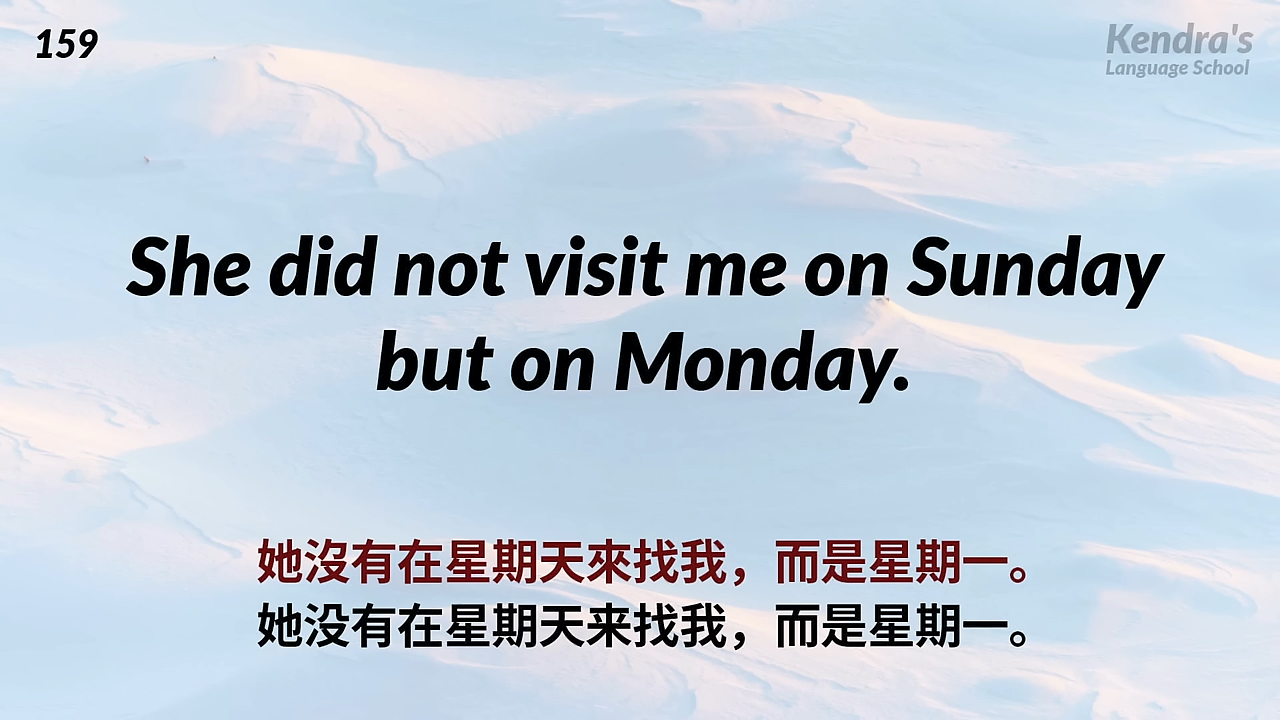 159
Kendra's
Language School
She did not visit me on Sunday
but on Monday.
她沒有在星期天來找我，而是星期一。
她没有在星期天来找我，而是星期一。